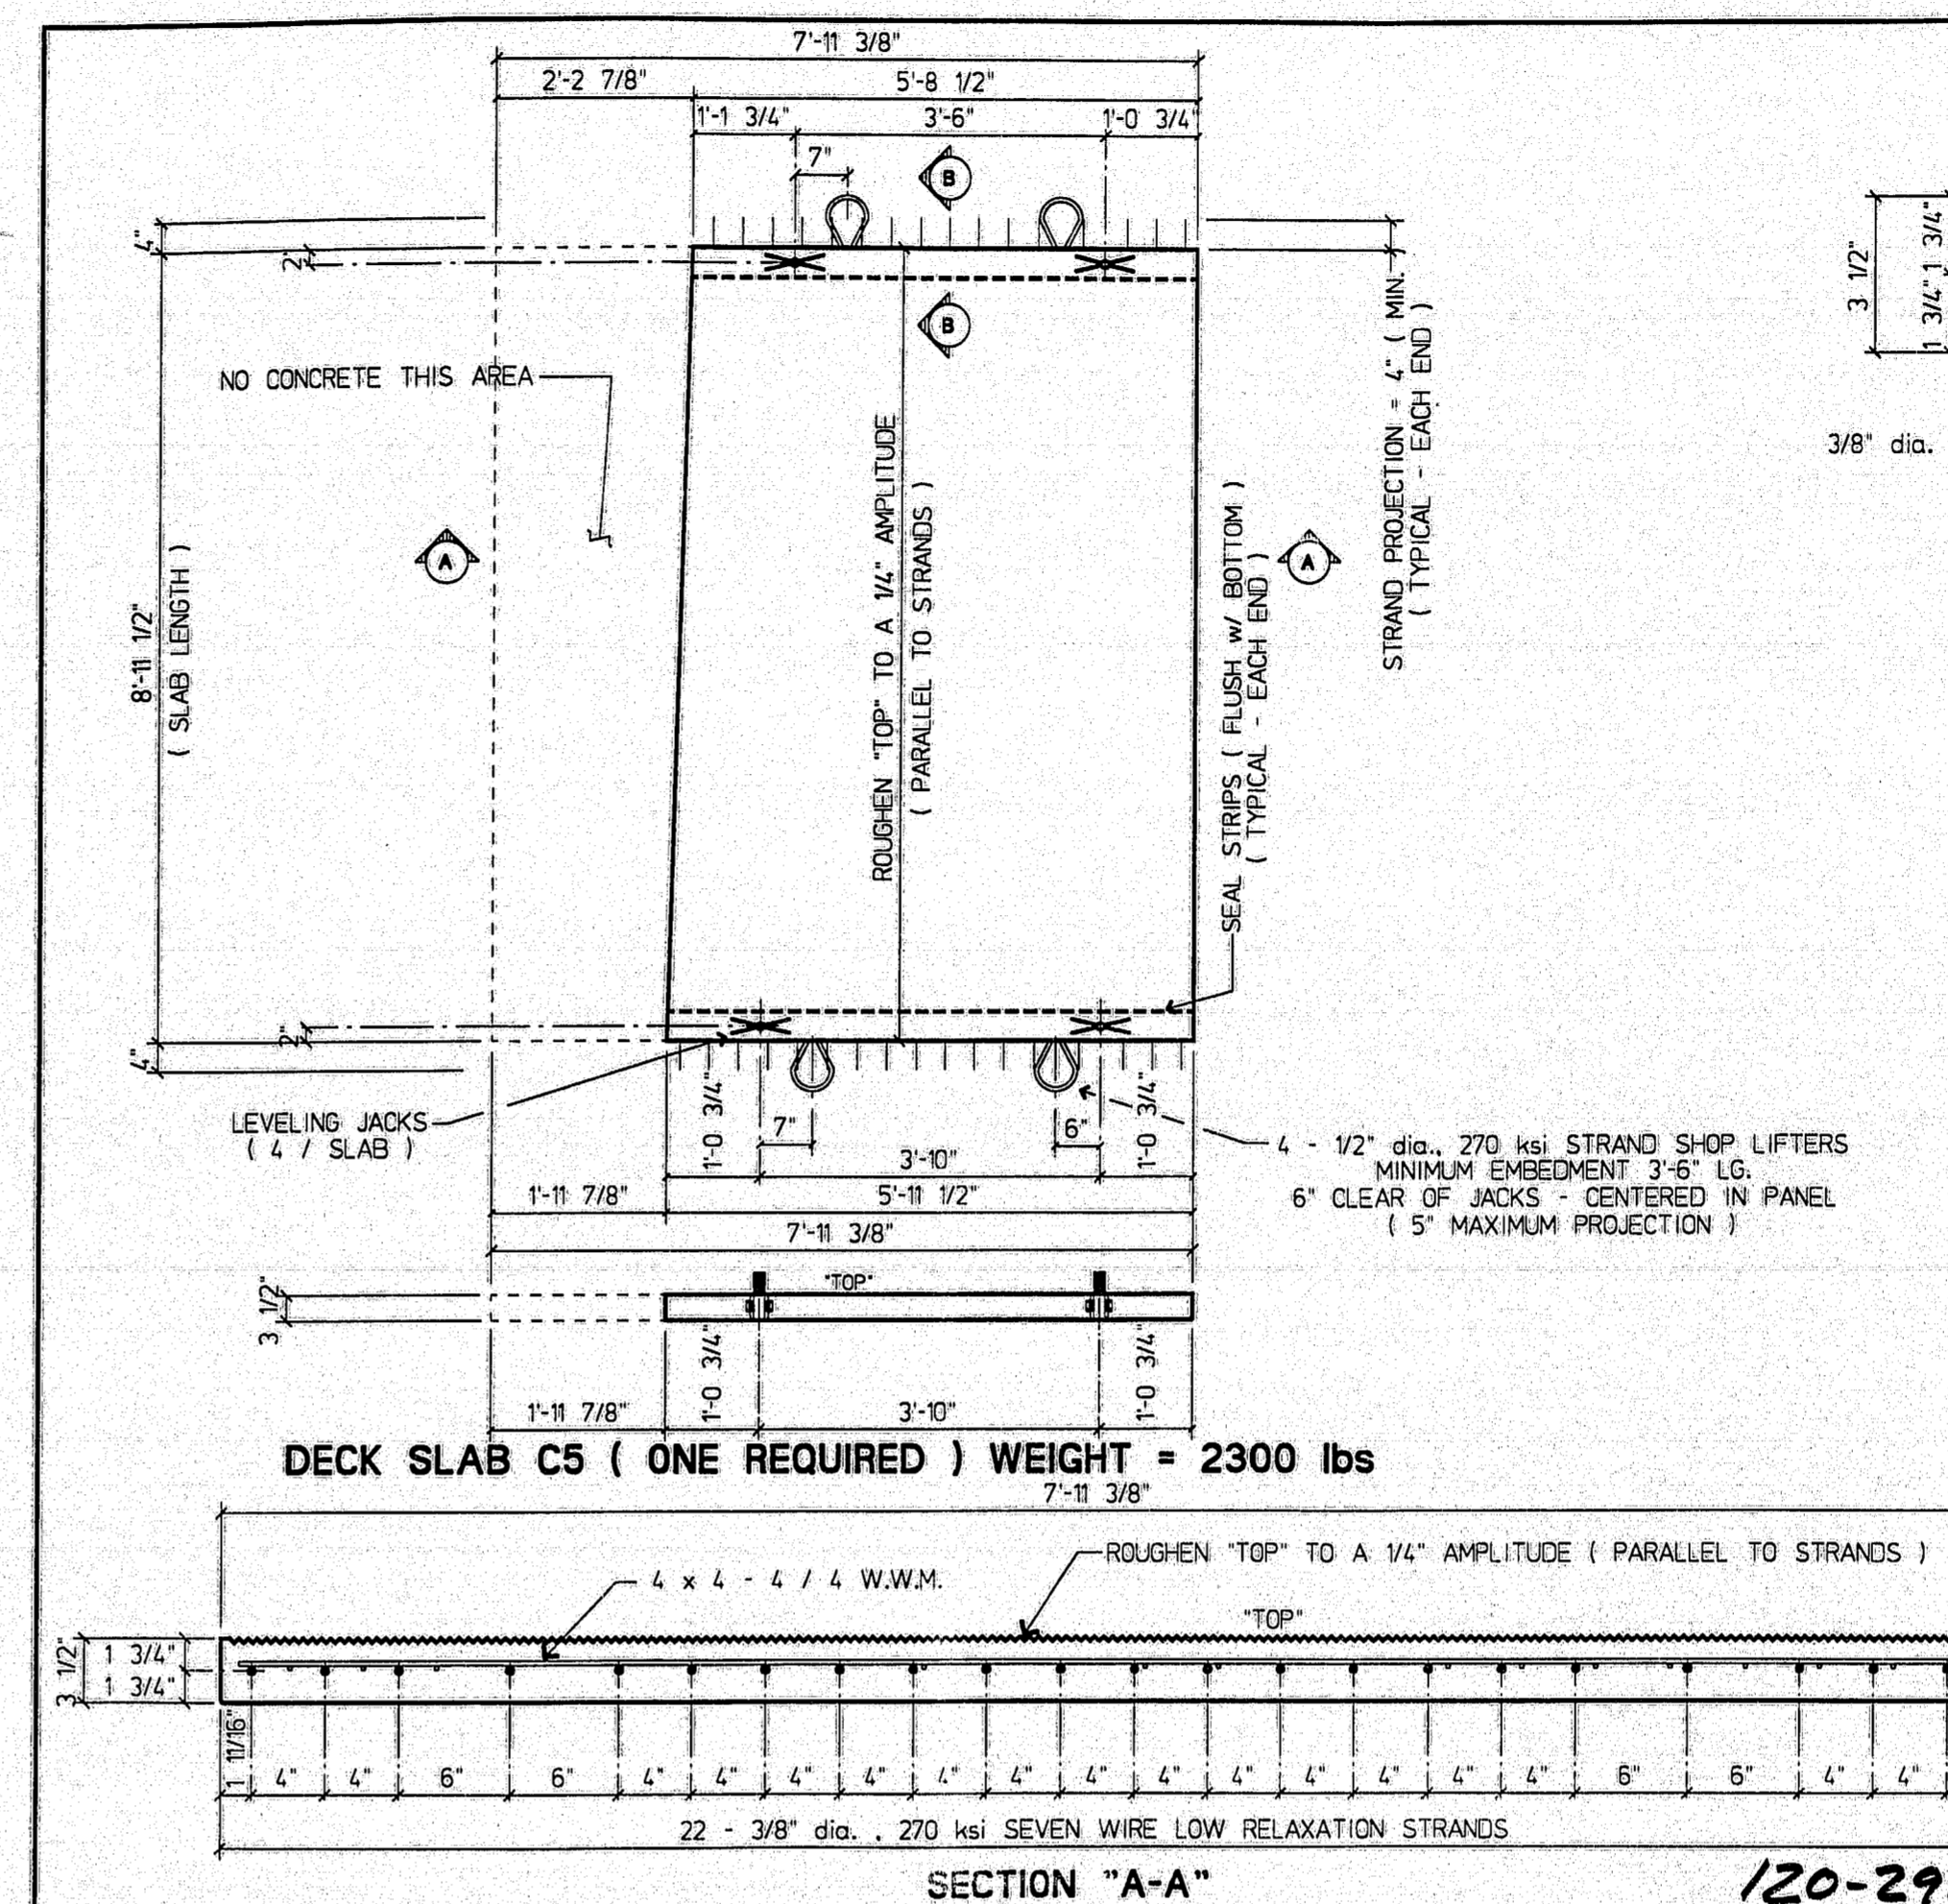 7'-11 3/8"
2'-2 7/8" 5'-8 1/2"
1'-1 3/4" 3'-6" 1'-0 3/4"
7"
B
4"
2"
B
NO CONCRETE THIS AREA
8'-11 1/2"
( SLAB LENGTH )
A
ROUGHEN "TOP" TO A 1/4" AMPLITUDE
( PARALLEL TO STRANDS )
SEAL STRIPS ( FLUSH w/ BOTTOM )
( TYPICAL - EACH END )
A
STRAND PROJECTION = 4" ( MIN.
( TYPICAL - EACH END )
3 1/2"
1 3/4" 1 3/4"
3/8" dia.
2"
4"
LEVELING JACKS
( 4 / SLAB )
1'-0 3/4" 7" 6" 1'-0 3/4"
3'-10"
1'-11 7/8" 5'-11 1/2"
7'-11 3/8"
4 - 1/2" dia., 270 ksi STRAND SHOP LIFTERS
MINIMUM EMBEDMENT 3'-6" LG.
6" CLEAR OF JACKS - CENTERED IN PANEL
( 5" MAXIMUM PROJECTION )
3 1/2"
"TOP"
1'-11 7/8" 1'-0 3/4" 3'-10" 1'-0 3/4"
DECK SLAB C5 ( ONE REQUIRED ) WEIGHT = 2300 lbs
7'-11 3/8"
ROUGHEN "TOP" TO A 1/4" AMPLITUDE ( PARALLEL TO STRANDS )
4 x 4 - 4 / 4 W.W.M.
"TOP"
3 1/2"
1 3/4"
1 3/4"
1 11/16" 4" 4" 6" 6" 4" 4" 4" 4" 4" 4" 4" 4" 4" 4" 4" 4" 4" 6" 6" 4" 4"
22 - 3/8" dia. , 270 ksi SEVEN WIRE LOW RELAXATION STRANDS
SECTION "A-A"
120-29